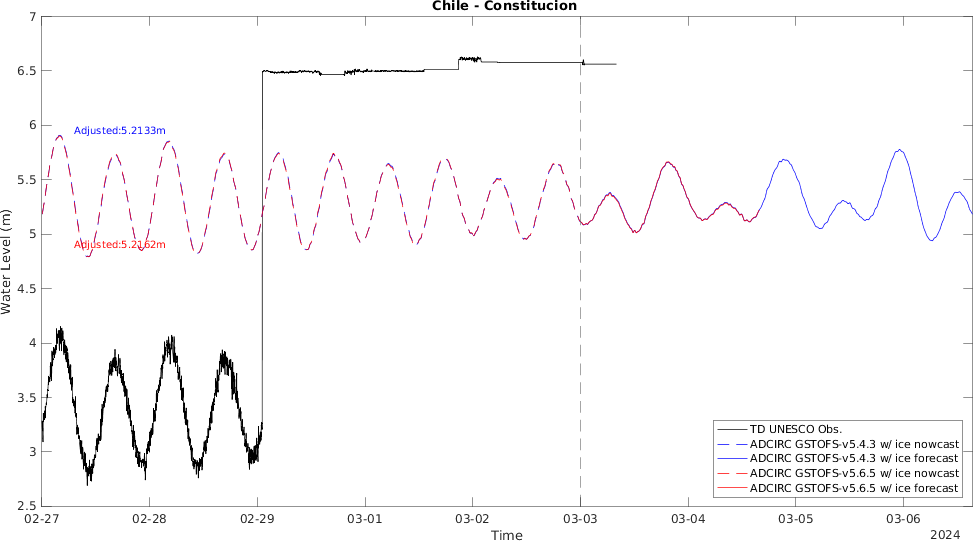 Chile - Constitucion
7
6.5
6
5.5
5
4.5
4
3.5
3
2.5
Water Level (m)
Adjusted:5.2133m
Adjusted:5.2162m
TD UNESCO Obs.
ADCIRC GSTOFS-v5.4.3 w/ ice nowcast
ADCIRC GSTOFS-v5.4.3 w/ ice forecast
ADCIRC GSTOFS-v5.6.5 w/ ice nowcast
ADCIRC GSTOFS-v5.6.5 w/ ice forecast
02-27 02-28 02-29 03-01 03-02 03-03 03-04 03-05 03-06
Time
2024